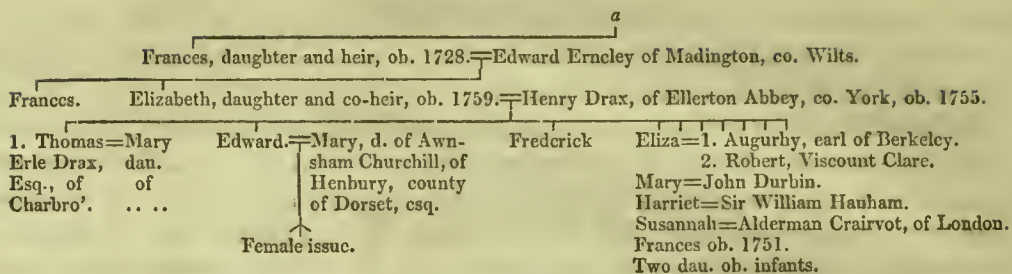 a
Frances, daughter and heir, ob. 1728.=Edward Erneley of Madington, co. Wilts.
Frances. Elizabeth, daughter and co-heir, ob. 1759.=Henry Drax, of Ellerton Abbey, co. York, ob. 1755.
1. Thomas=Mary
Erle Drax, dan.
Esq., of of
Charbro'. ....
Edward.=Mary, d. of Awn-
sham Churchill, of
Henbury, county
of Dorset, esq.
Female issue.
Frederick
Eliza=1. Augurby, earl of Berkeley.
2. Robert, Viscount Clare.
Mary=John Durbin.
Harriet=Sir William Hanham.
Susannah=Alderman Crairvot, of London.
Frances ob. 1751.
Two dau. ob. infants.